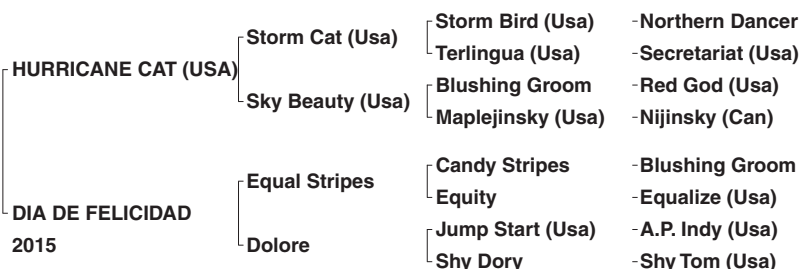 HURRICANE CAT (USA)
DIA DE FELICIDAD
2015
Storm Cat (Usa)
Sky Beauty (Usa)
Equal Stripes
Dolore
Storm Bird (Usa)
Terlingua (Usa)
Blushing Groom
Maplejinsky (Usa)
Candy Stripes
Equity
Jump Start (Usa)
Shy Dory
Northern Dancer
Secretariat (Usa)
Red God (Usa)
Nijinsky (Can)
Blushing Groom
Equalize (Usa)
A.P. Indy (Usa)
Shy Tom (Usa)